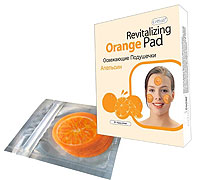 Revitalizing
Orange Pad
Освежающие Подушечки
Апельсин